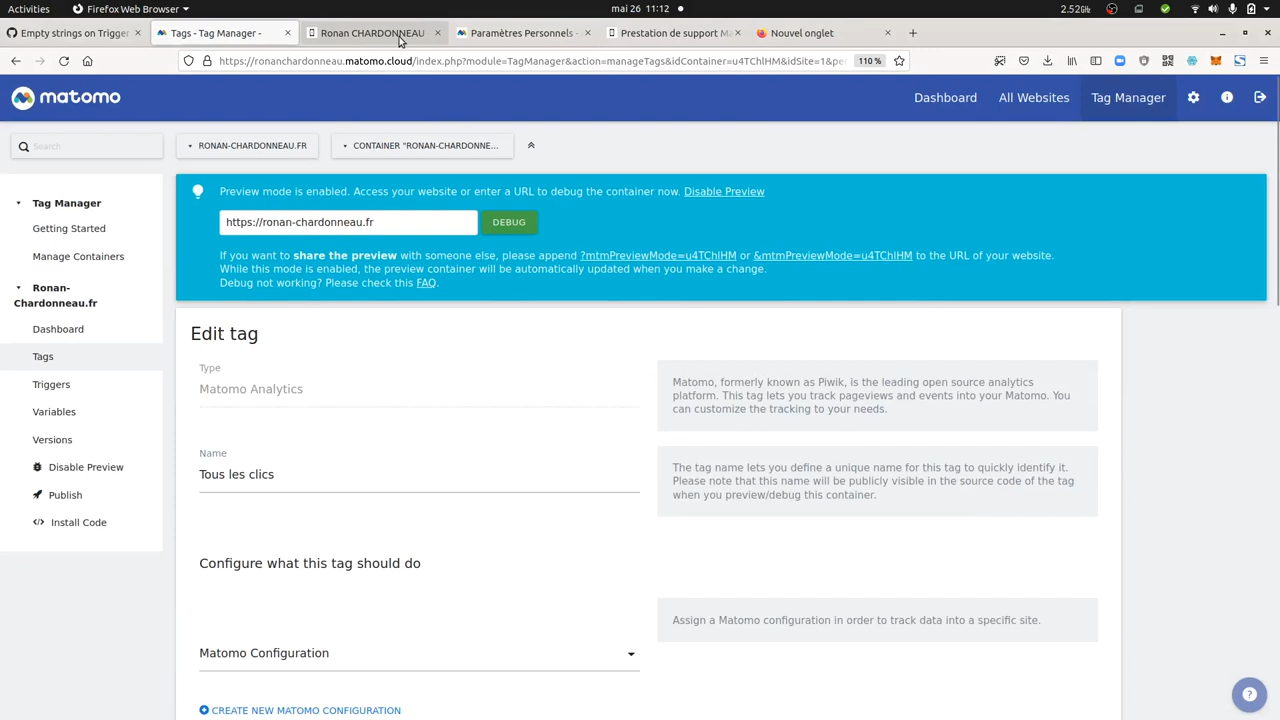 Activities
Firefox Web Browser
mai 26 11:12
2.52GHz
Empty strings on Trigger
Tags - Tag Manager -
Ronan CHARDONNEAU
Paramètres Personnels -
Prestation de support M
Nouvel onglet
https://ronanchardonneau.matomo.cloud/index.php?module=TagManager&action=manageTags&idContainer=u4TChlHM&idSite=1&per
110 %
matomo
Dashboard
All Websites
Tag Manager
Search
RONAN-CHARDONNEAU.FR
CONTAINER "RONAN-CHARDONNE...
Tag Manager
Getting Started
Manage Containers
Ronan-
Chardonneau.fr
Dashboard
Tags
Triggers
Variables
Versions
Disable Preview
Publish
Install Code
Preview mode is enabled. Access your website or enter a URL to debug the container now. Disable Preview
https://ronan-chardonneau.fr
DEBUG
If you want to share the preview with someone else, please append ?mtmPreviewMode=u4TChlHM or &mtmPreviewMode=u4TChlHM to the URL of your website.
While this mode is enabled, the preview container will be automatically updated when you make a change.
Debug not working? Please check this FAQ.
Edit tag
Type
Matomo Analytics
Matomo, formerly known as Piwik, is the leading open source analytics
platform. This tag lets you track pageviews and events into your Matomo. You
can customize the tracking to your needs.
Name
Tous les clics
The tag name lets you define a unique name for this tag to quickly identify it.
Please note that this name will be publicly visible in the source code of the tag
when you preview/debug this container.
Configure what this tag should do
Assign a Matomo configuration in order to track data into a specific site.
Matomo Configuration
CREATE NEW MATOMO CONFIGURATION